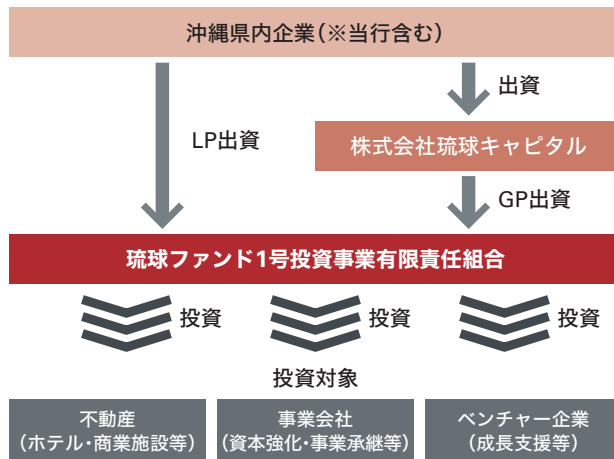 沖縄県内企業(※当行含む)
出資
LP出資
株式会社琉球キャピタル
GP出資
琉球ファンド1号投資事業有限責任組合
投資
投資
投資
投資対象
不動産
(ホテル・商業施設等)
事業会社
(資本強化・事業承継等)
ベンチャー企業
(成長支援等)